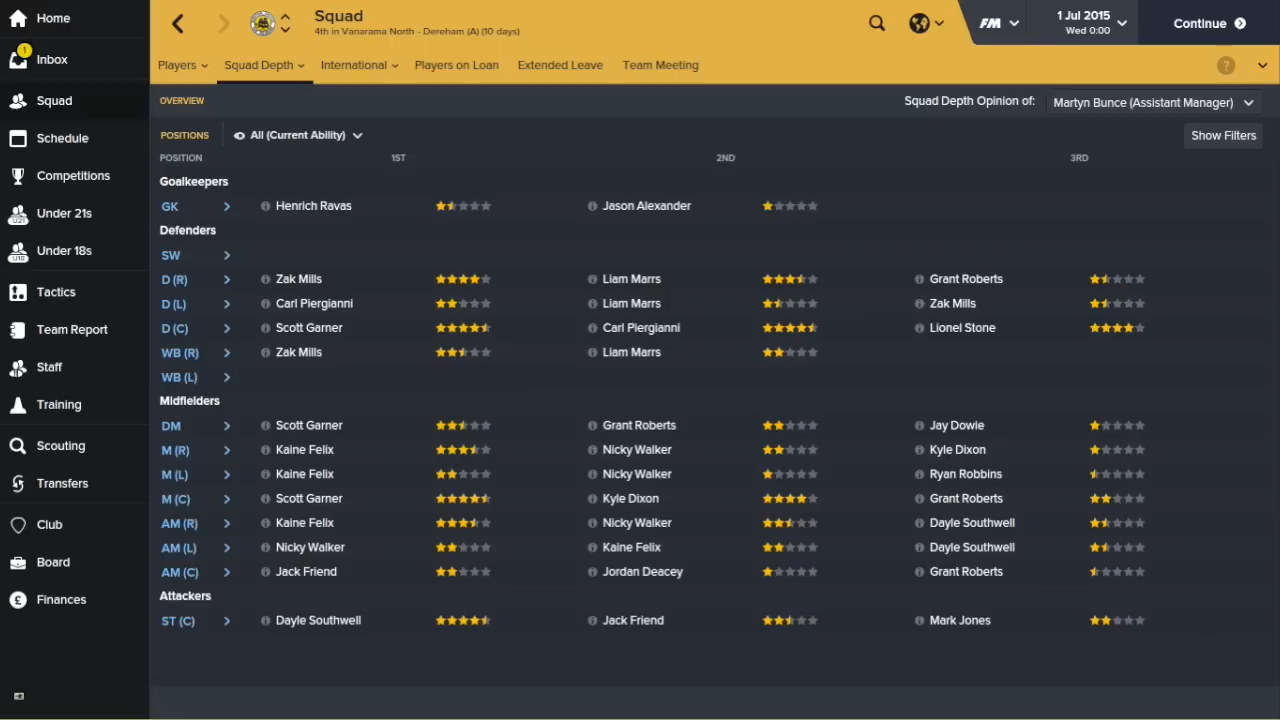 Home
1
Inbox
Squad
Schedule
Competitions
U21
Under 21s
U18
Under 18s
Tactics
Team Report
Staff
Training
Scouting
Transfers
Club
Board
£ Finances
Squad
4th in Vanarama North - Dereham (A) (10 days)
FM
1 Jul 2015
Wed 0:00
Continue
Players Squad Depth International Players on Loan Extended Leave Team Meeting ?
OVERVIEW Squad Depth Opinion of: Martyn Bunce (Assistant Manager)
POSITIONS All (Current Ability) Show Filters
POSITION 1ST 2ND 3RD
Goalkeepers
GK Henrich Ravas Jason Alexander
Defenders
SW
D (R) Zak Mills Liam Marrs Grant Roberts
D (L) Carl Piergianni Liam Marrs Zak Mills
D (C) Scott Garner Carl Piergianni Lionel Stone
WB (R) Zak Mills Liam Marrs
WB (L)
Midfielders
DM Scott Garner Grant Roberts Jay Dowie
M (R) Kaine Felix Nicky Walker Kyle Dixon
M (L) Kaine Felix Nicky Walker Ryan Robbins
M (C) Scott Garner Kyle Dixon Grant Roberts
AM (R) Kaine Felix Nicky Walker Dayle Southwell
AM (L) Nicky Walker Kaine Felix Dayle Southwell
AM (C) Jack Friend Jordan Deacey Grant Roberts
Attackers
ST (C) Dayle Southwell Jack Friend Mark Jones